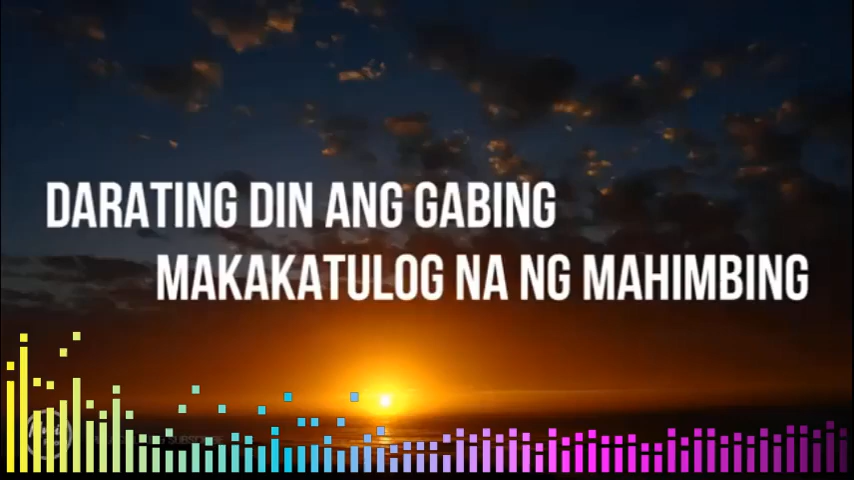 DARATING DIN ANG GABING
MAKAKATULOG NA NG MAHIMBING